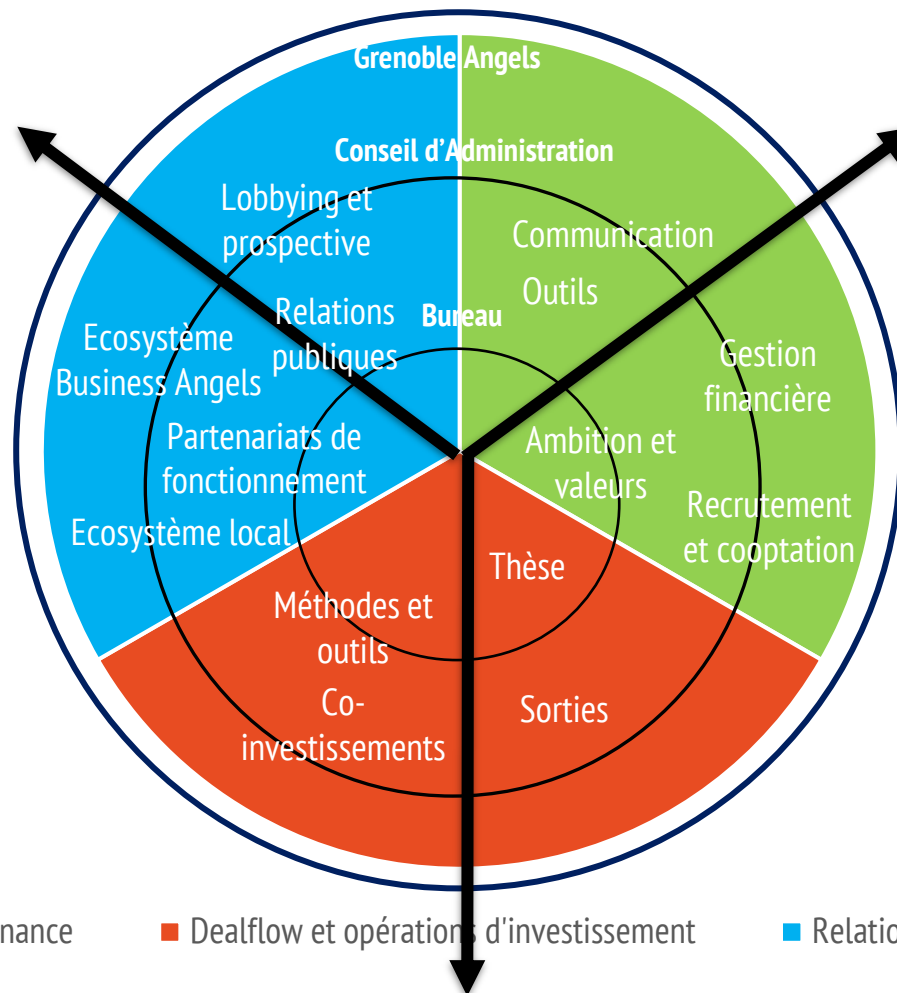 Grenoble Angels
Conseil d'Administration
Lobbying et
prospective
Communication
Outils
Relations
publiques
Bureau
Ecosystème
Business Angels
Gestion
financière
Partenariats de
fonctionnement
Ambition et
valeurs
Ecosystème local
Recrutement
et cooptation
Thèse
Méthodes et
outils
Co-
investissements
Sorties
nance
Dealflow et opérations d'investissement
Relatio